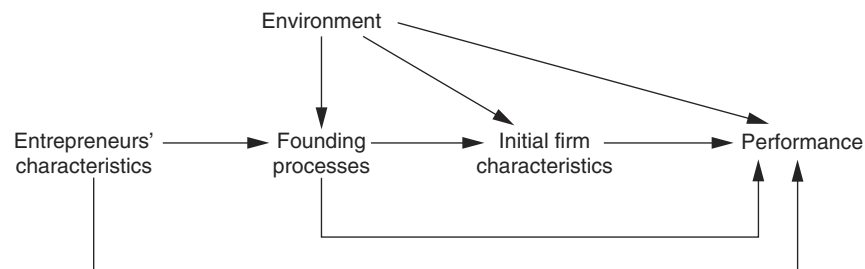 Environment
Entrepreneurs’
characteristics
Founding
processes
Initial firm
characteristics
Performance